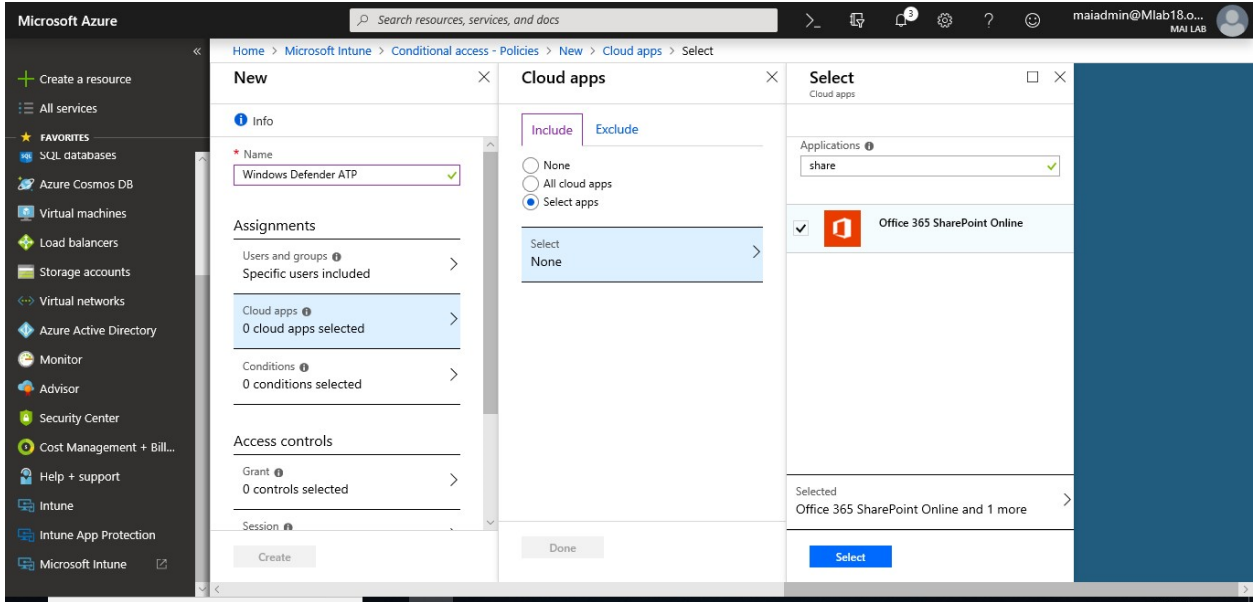 Microsoft Azure
Search resources, services, and docs
3
maiadmin@Mlab18.o...
MAI LAB
Home > Microsoft Intune > Conditional access - Policies > New > Cloud apps > Select
Create a resource
All services
FAVORITES
SQL databases
Azure Cosmos DB
Virtual machines
Load balancers
Storage accounts
Virtual networks
Azure Active Directory
Monitor
Advisor
Security Center
Cost Management + Bill...
Help + support
Intune
Intune App Protection
Microsoft Intune
New
Info
* Name
Windows Defender ATP
Assignments
Users and groups
Specific users included
Cloud apps
0 cloud apps selected
Conditions
0 conditions selected
Access controls
Grant
0 controls selected
Session
Create
Cloud apps
Include
Exclude
None
All cloud apps
Select apps
Select
None
Done
Select
Cloud apps
Applications
share
Office 365 SharePoint Online
Selected
Office 365 SharePoint Online and 1 more
Select